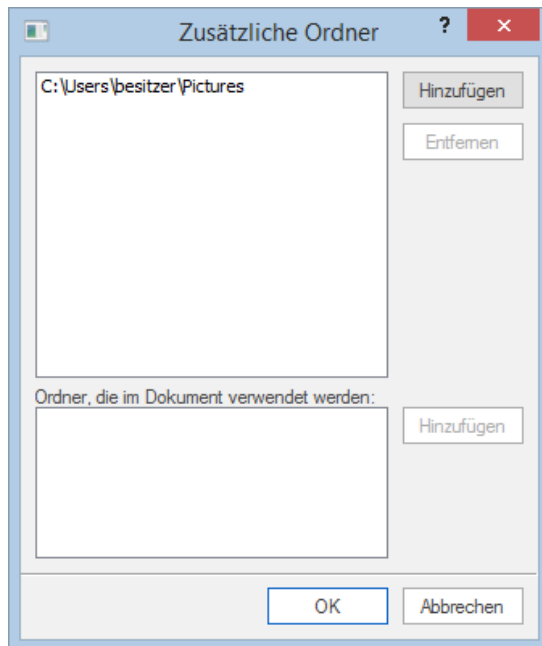 Zusätzliche Ordner ?
C:\Users\besitzer\Pictures
Hinzufügen
Entfernen
Ordner, die im Dokument verwendet werden:
Hinzufügen
OK
Abbrechen